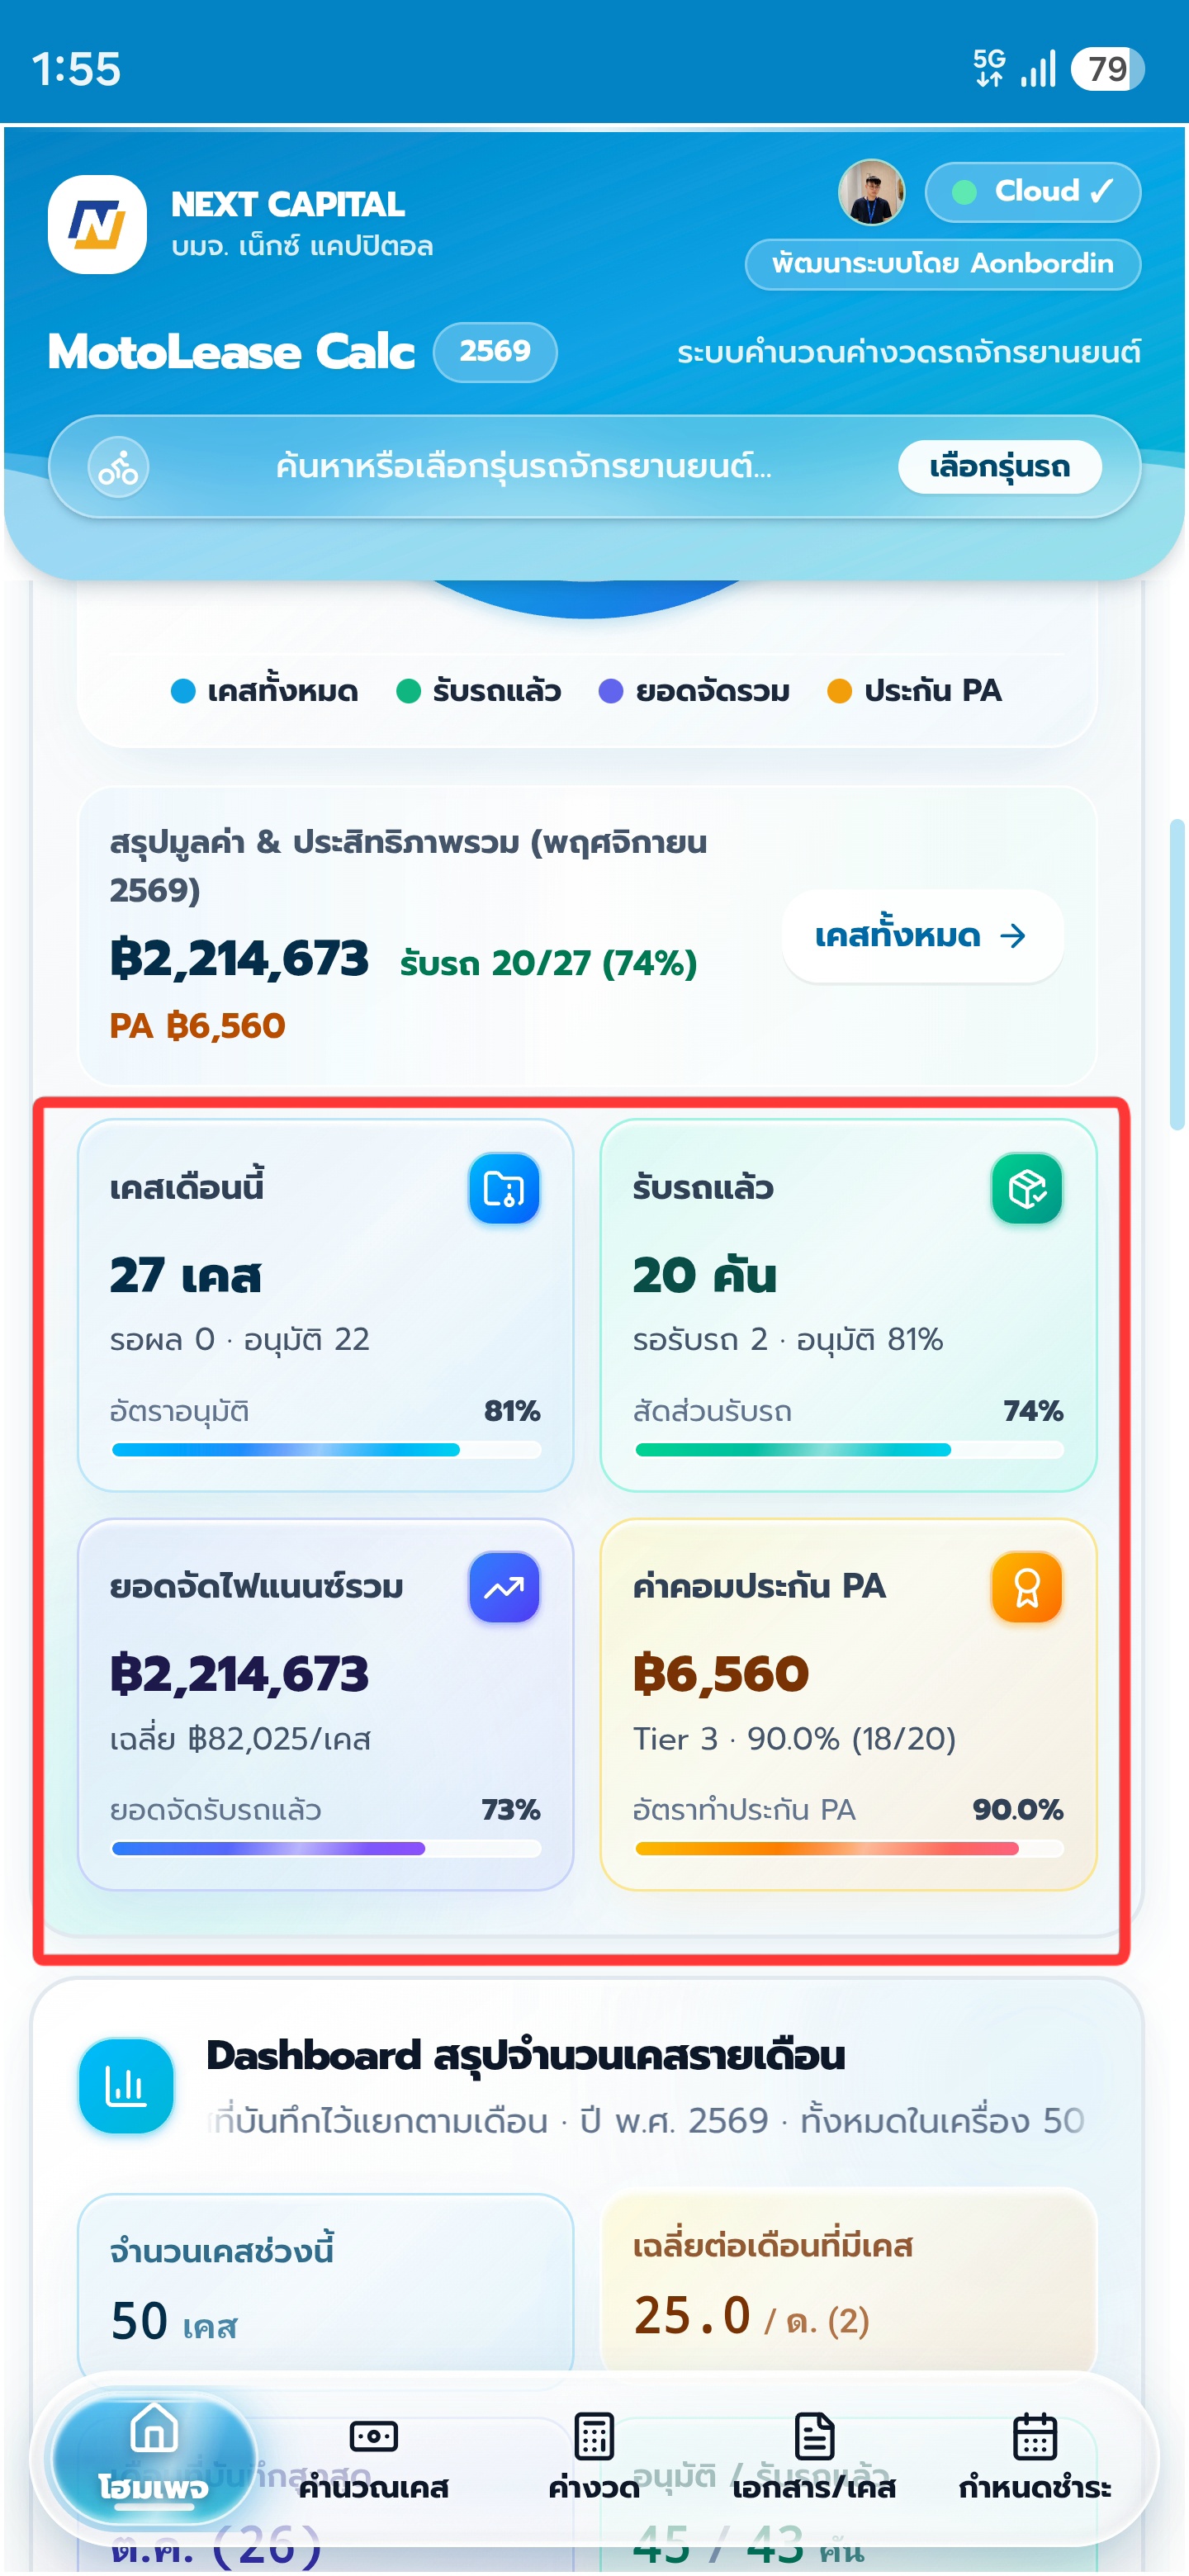 1:55
5G
79
NEXT CAPITAL
บมจ. เน็กซ์ แคปปิตอล
Cloud ✓
พัฒนาระบบโดย Aonbordin
MotoLease Calc
2569
ระบบคำนวณค่างวดรถจักรยานยนต์
ค้นหาหรือเลือกรุ่นรถจักรยานยนต์...
เลือกรุ่นรถ
เคสทั้งหมด
รับรถแล้ว
ยอดจัดรวม
ประกัน PA
สรุปมูลค่า & ประสิทธิภาพรวม (พฤศจิกายน
2569)
฿2,214,673 รับรถ 20/27 (74%)
PA ฿6,560
เคสทั้งหมด →
เคสเดือนนี้
27 เคส
รอผล 0 · อนุมัติ 22
อัตราอนุมัติ 81%
รับรถแล้ว
20 คัน
รอรับรถ 2 · อนุมัติ 81%
สัดส่วนรับรถ 74%
ยอดจัดไฟแนนซ์รวม
฿2,214,673
เฉลี่ย ฿82,025/เคส
ยอดจัดรับรถแล้ว 73%
ค่าคอมประกัน PA
฿6,560
Tier 3 · 90.0% (18/20)
อัตราทำประกัน PA 90.0%
Dashboard สรุปจำนวนเคสรายเดือน
ที่บันทึกไว้แยกตามเดือน · ปี พ.ศ. 2569 · ทั้งหมดในเครื่อง 50
จำนวนเคสช่วงนี้
50 เคส
เฉลี่ยต่อเดือนที่มีเคส
25.0 / ด. (2)
อนุมัติ / รับรถแล้ว
โฮมเพจ
คำนวณเคส
ค่างวด
เอกสาร/เคส
กำหนดชำระ
ต.ค. (26)
45 / 43 คัน